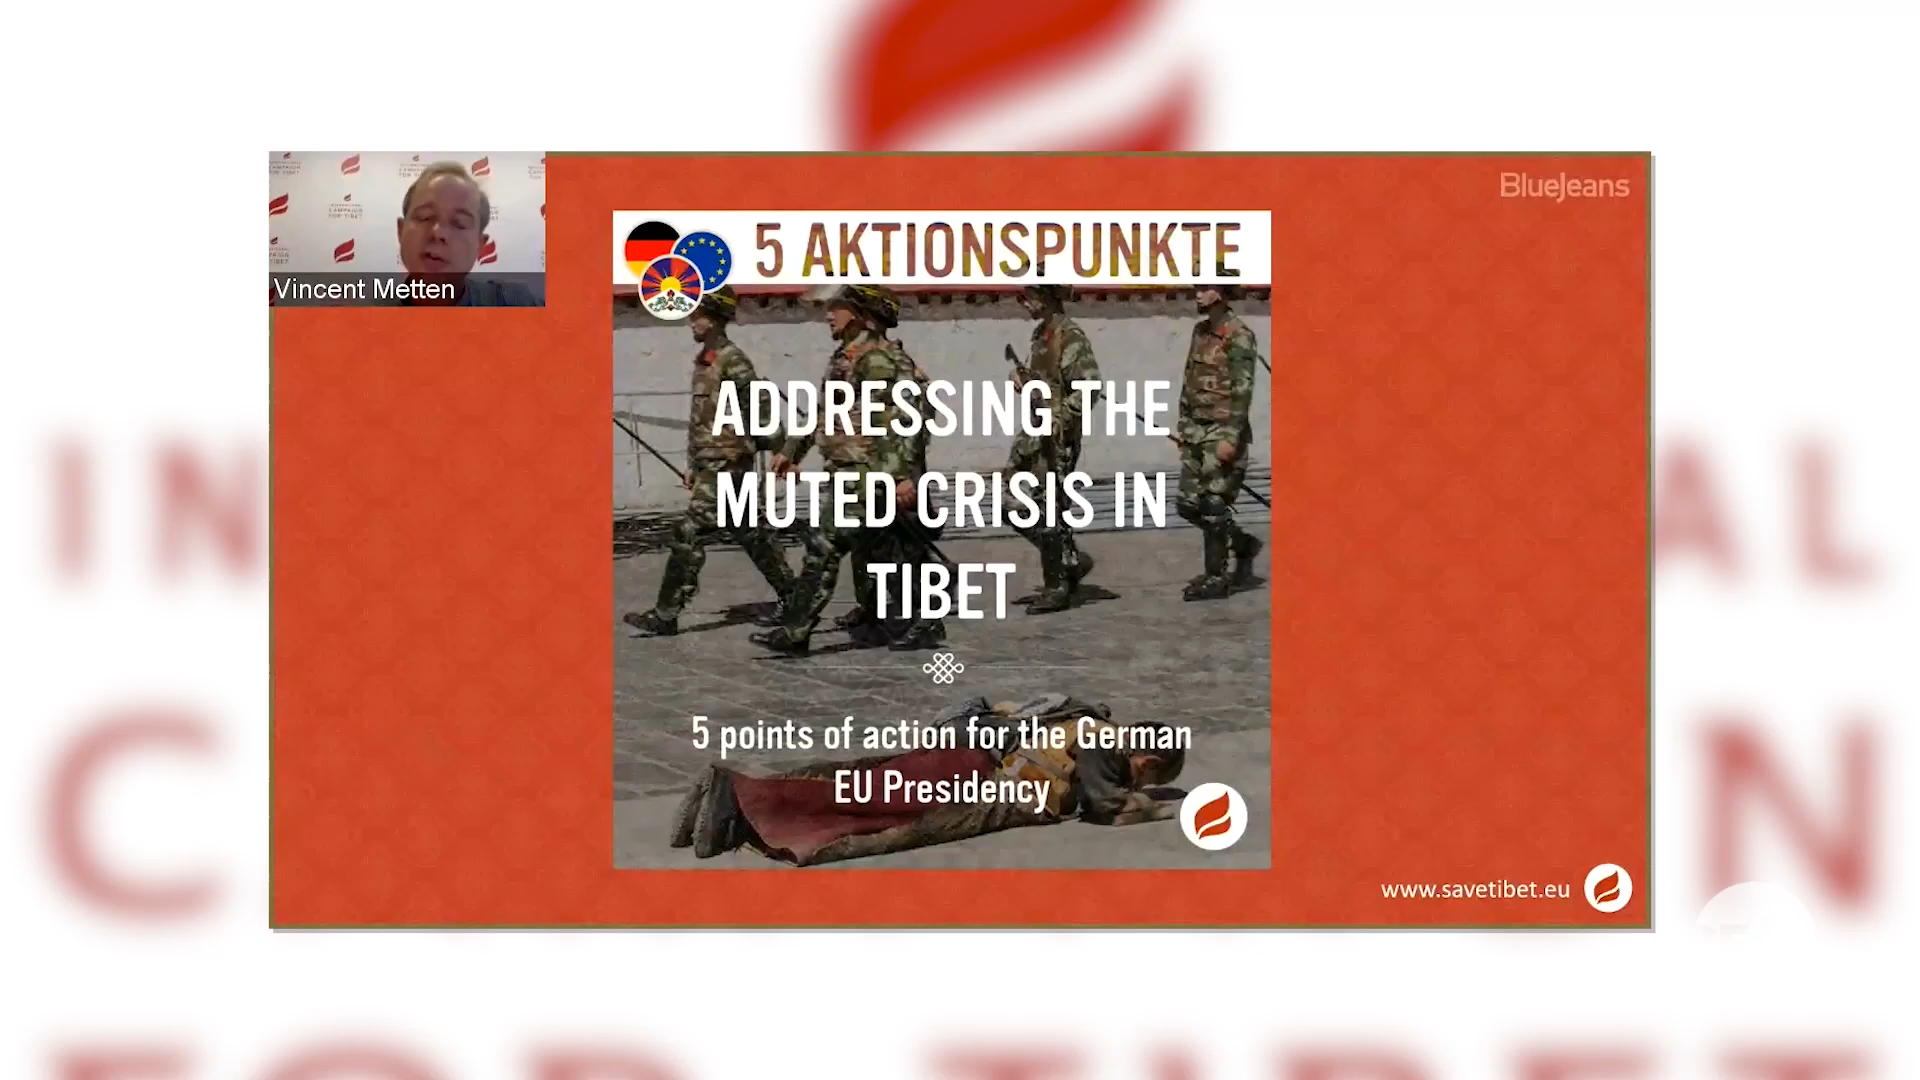 BlueJeans
Vincent Metten
5 AKTIONSPUNKTE
ADDRESSING THE
MUTED CRISIS IN
TIBET
5 points of action for the German
EU Presidency
www.savetibet.eu